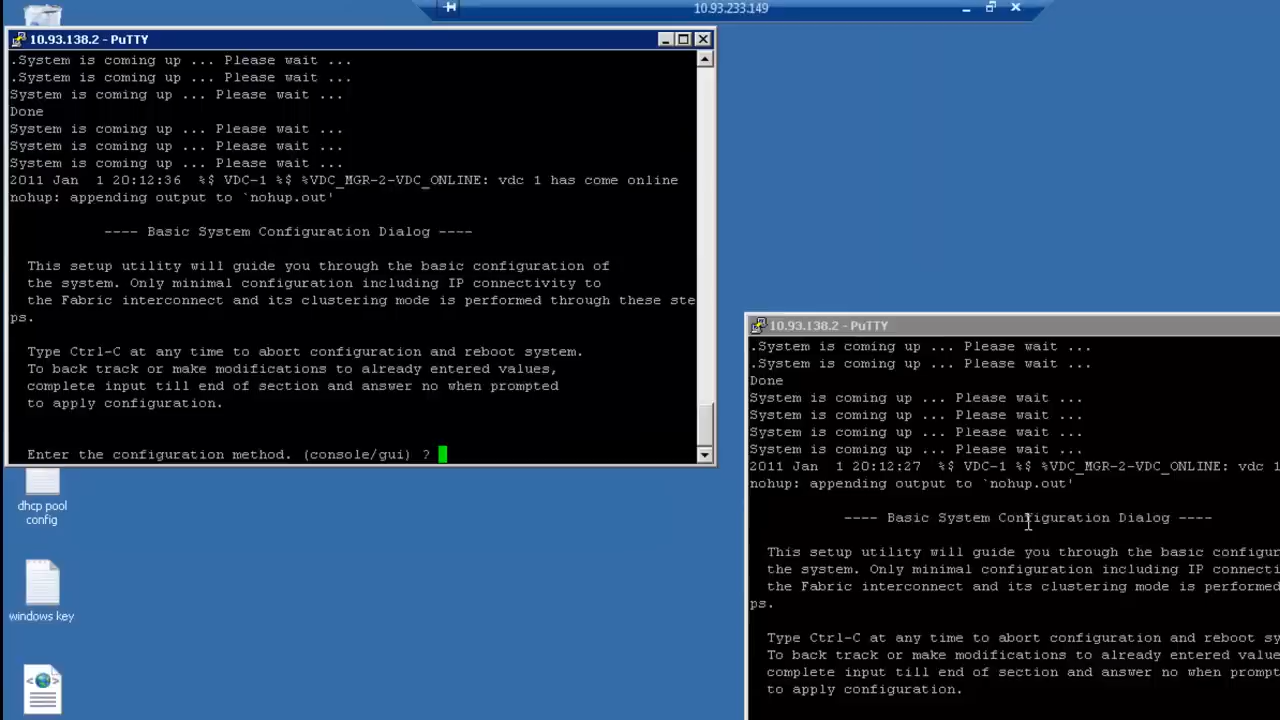 10.93.233.149
10.93.138.2 - PuTTY
.System is coming up ... Please wait ...
.System is coming up ... Please wait ...
System is coming up ... Please wait ...
Done
System is coming up ... Please wait ...
System is coming up ... Please wait ...
System is coming up ... Please wait ...
2011 Jan  1 20:12:36  %$ VDC-1 %$ %VDC_MGR-2-VDC_ONLINE: vdc 1 has come online
nohup: appending output to `nohup.out'
---- Basic System Configuration Dialog ----
This setup utility will guide you through the basic configuration of
the system. Only minimal configuration including IP connectivity to
the Fabric interconnect and its clustering mode is performed through these ste
ps.
Type Ctrl-C at any time to abort configuration and reboot system.
To back track or make modifications to already entered values,
complete input till end of section and answer no when prompted
to apply configuration.
Enter the configuration method. (console/gui) ?
dhcp pool
config
windows key
10.93.138.2 - PuTTY
.System is coming up ... Please wait ...
.System is coming up ... Please wait ...
Done
System is coming up ... Please wait ...
System is coming up ... Please wait ...
System is coming up ... Please wait ...
System is coming up ... Please wait ...
2011 Jan  1 20:12:27  %$ VDC-1 %$ %VDC_MGR-2-VDC_ONLINE: vdc 1
nohup: appending output to `nohup.out'
---- Basic System Configuration Dialog ----
This setup utility will guide you through the basic configur
the system. Only minimal configuration including IP connecti
the Fabric interconnect and its clustering mode is performed
ps.
Type Ctrl-C at any time to abort configuration and reboot sy
To back track or make modifications to already entered value
complete input till end of section and answer no when prompt
to apply configuration.